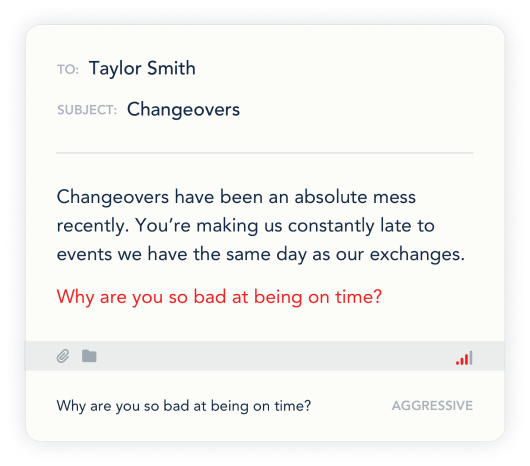 TO: Taylor Smith
SUBJECT: Changeovers
Changeovers have been an absolute mess
recently. You’re making us constantly late to
events we have the same day as our exchanges.
Why are you so bad at being on time?
Why are you so bad at being on time? AGGRESSIVE